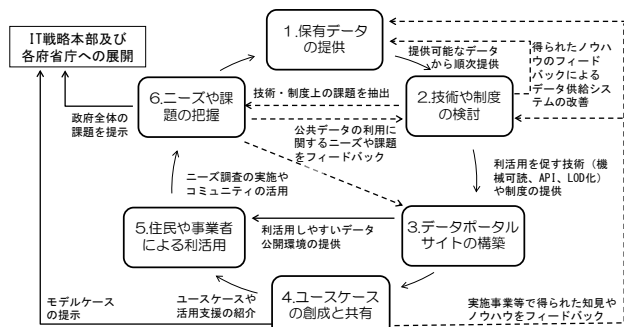 IT戦略本部及び
各府省庁への展開
1.保有データ
の提供
提供可能なデータ
から順次提供
得られたノウハ
ウのフィード
バックによる
データ供給シス
テムの改善
6.ニーズや課
題の把握
技術・制度上の課題を抽出
2.技術や制度
の検討
政府全体の
課題を提示
公共データの利用に
関するニーズや課題
をフィードバック
利活用を促す技術（機
械可読、API、LOD化）
や制度の提供
ニーズ調査の実施や
コミュニティの活用
5.住民や事業者
による利活用
利活用しやすいデータ
公開環境の提供
3.データポータル
サイトの構築
モデルケース
の提示
ユースケースや
活用支援の紹介
4.ユースケース
の創成と共有
実施事業等で得られた知見や
ノウハウをフィードバック